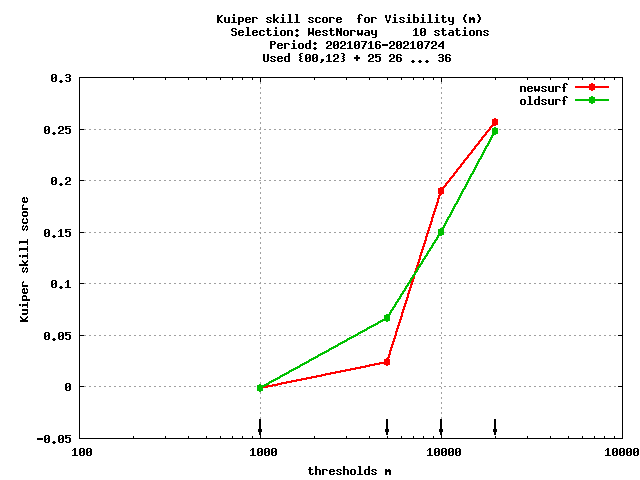 Kuiper skill score  for Visibility (m)
Selection: WestNorway     10 stations
Period: 20210716-20210724
Used {00,12} + 25 26 ... 36
newsurf
oldsurf
0.3
0.25
0.2
0.15
0.1
0.05
0
-0.05
Kuiper skill score
100
1000
10000
10000
thresholds m